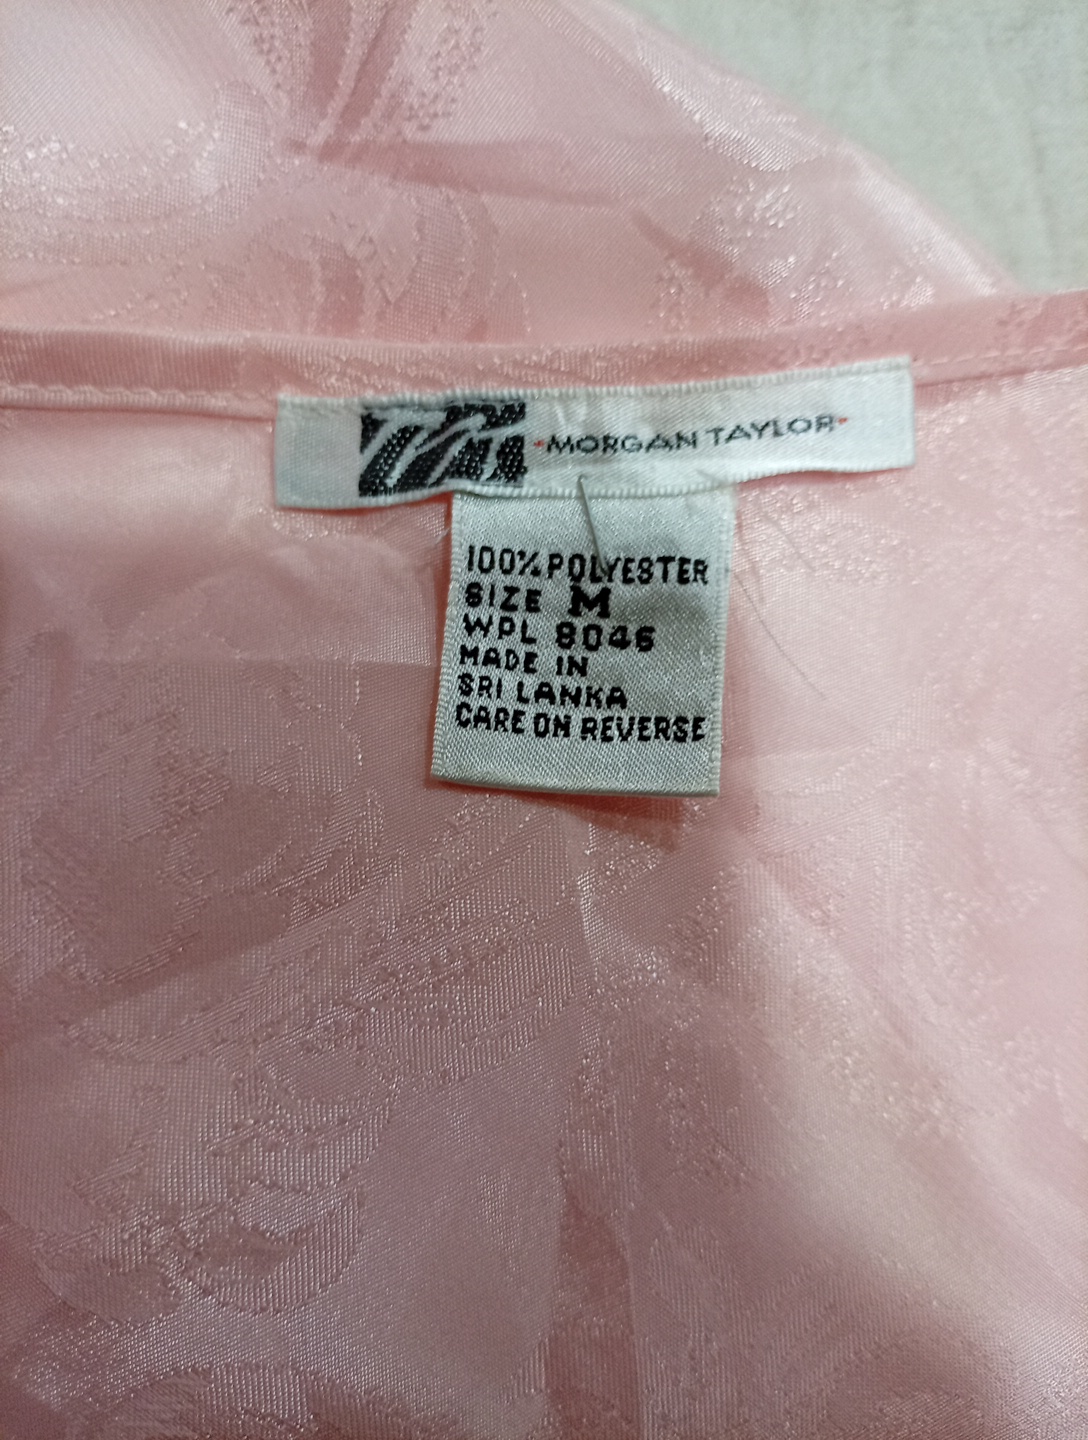 •MORGAN TAYLOR•
100% POLYESTER
SIZE M
WPL 8046
MADE IN
SRI LANKA
CARE ON REVERSE